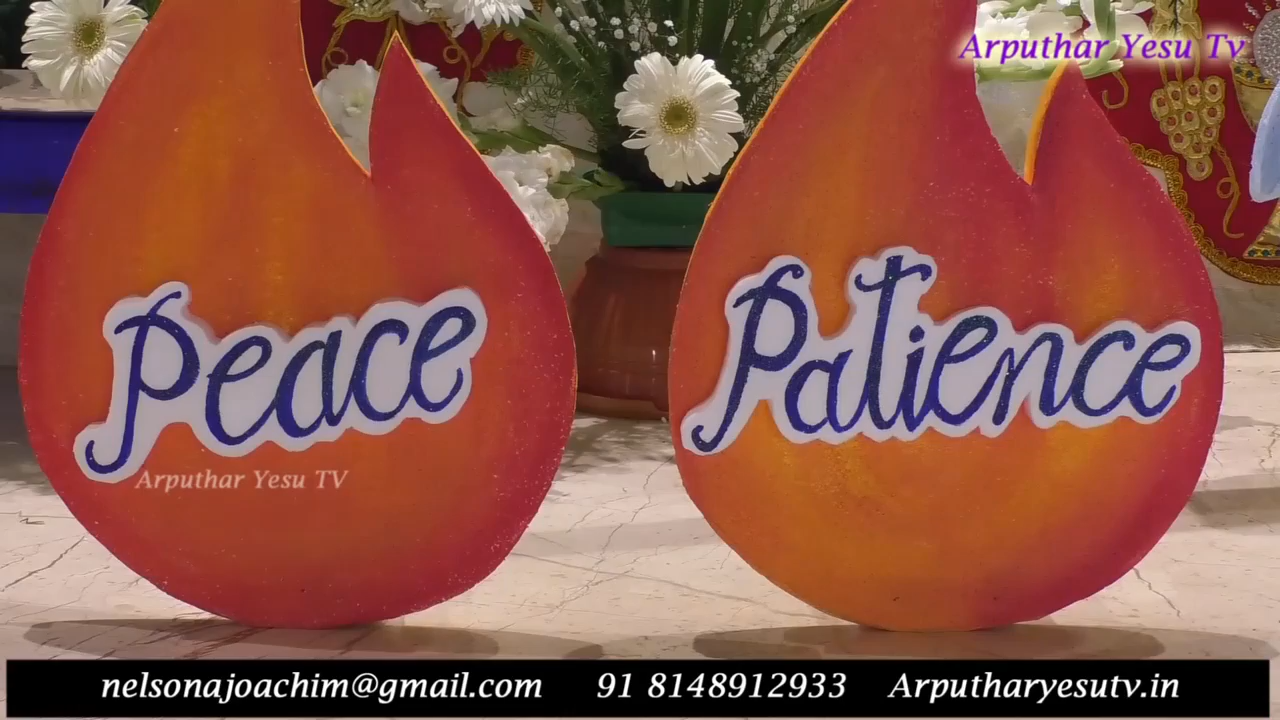 Arputhar Yesu Tv
Peace
Patience
Arputhar Yesu TV
nelsonajoachim@gmail.com 91 8148912933 Arputharyesutv.in